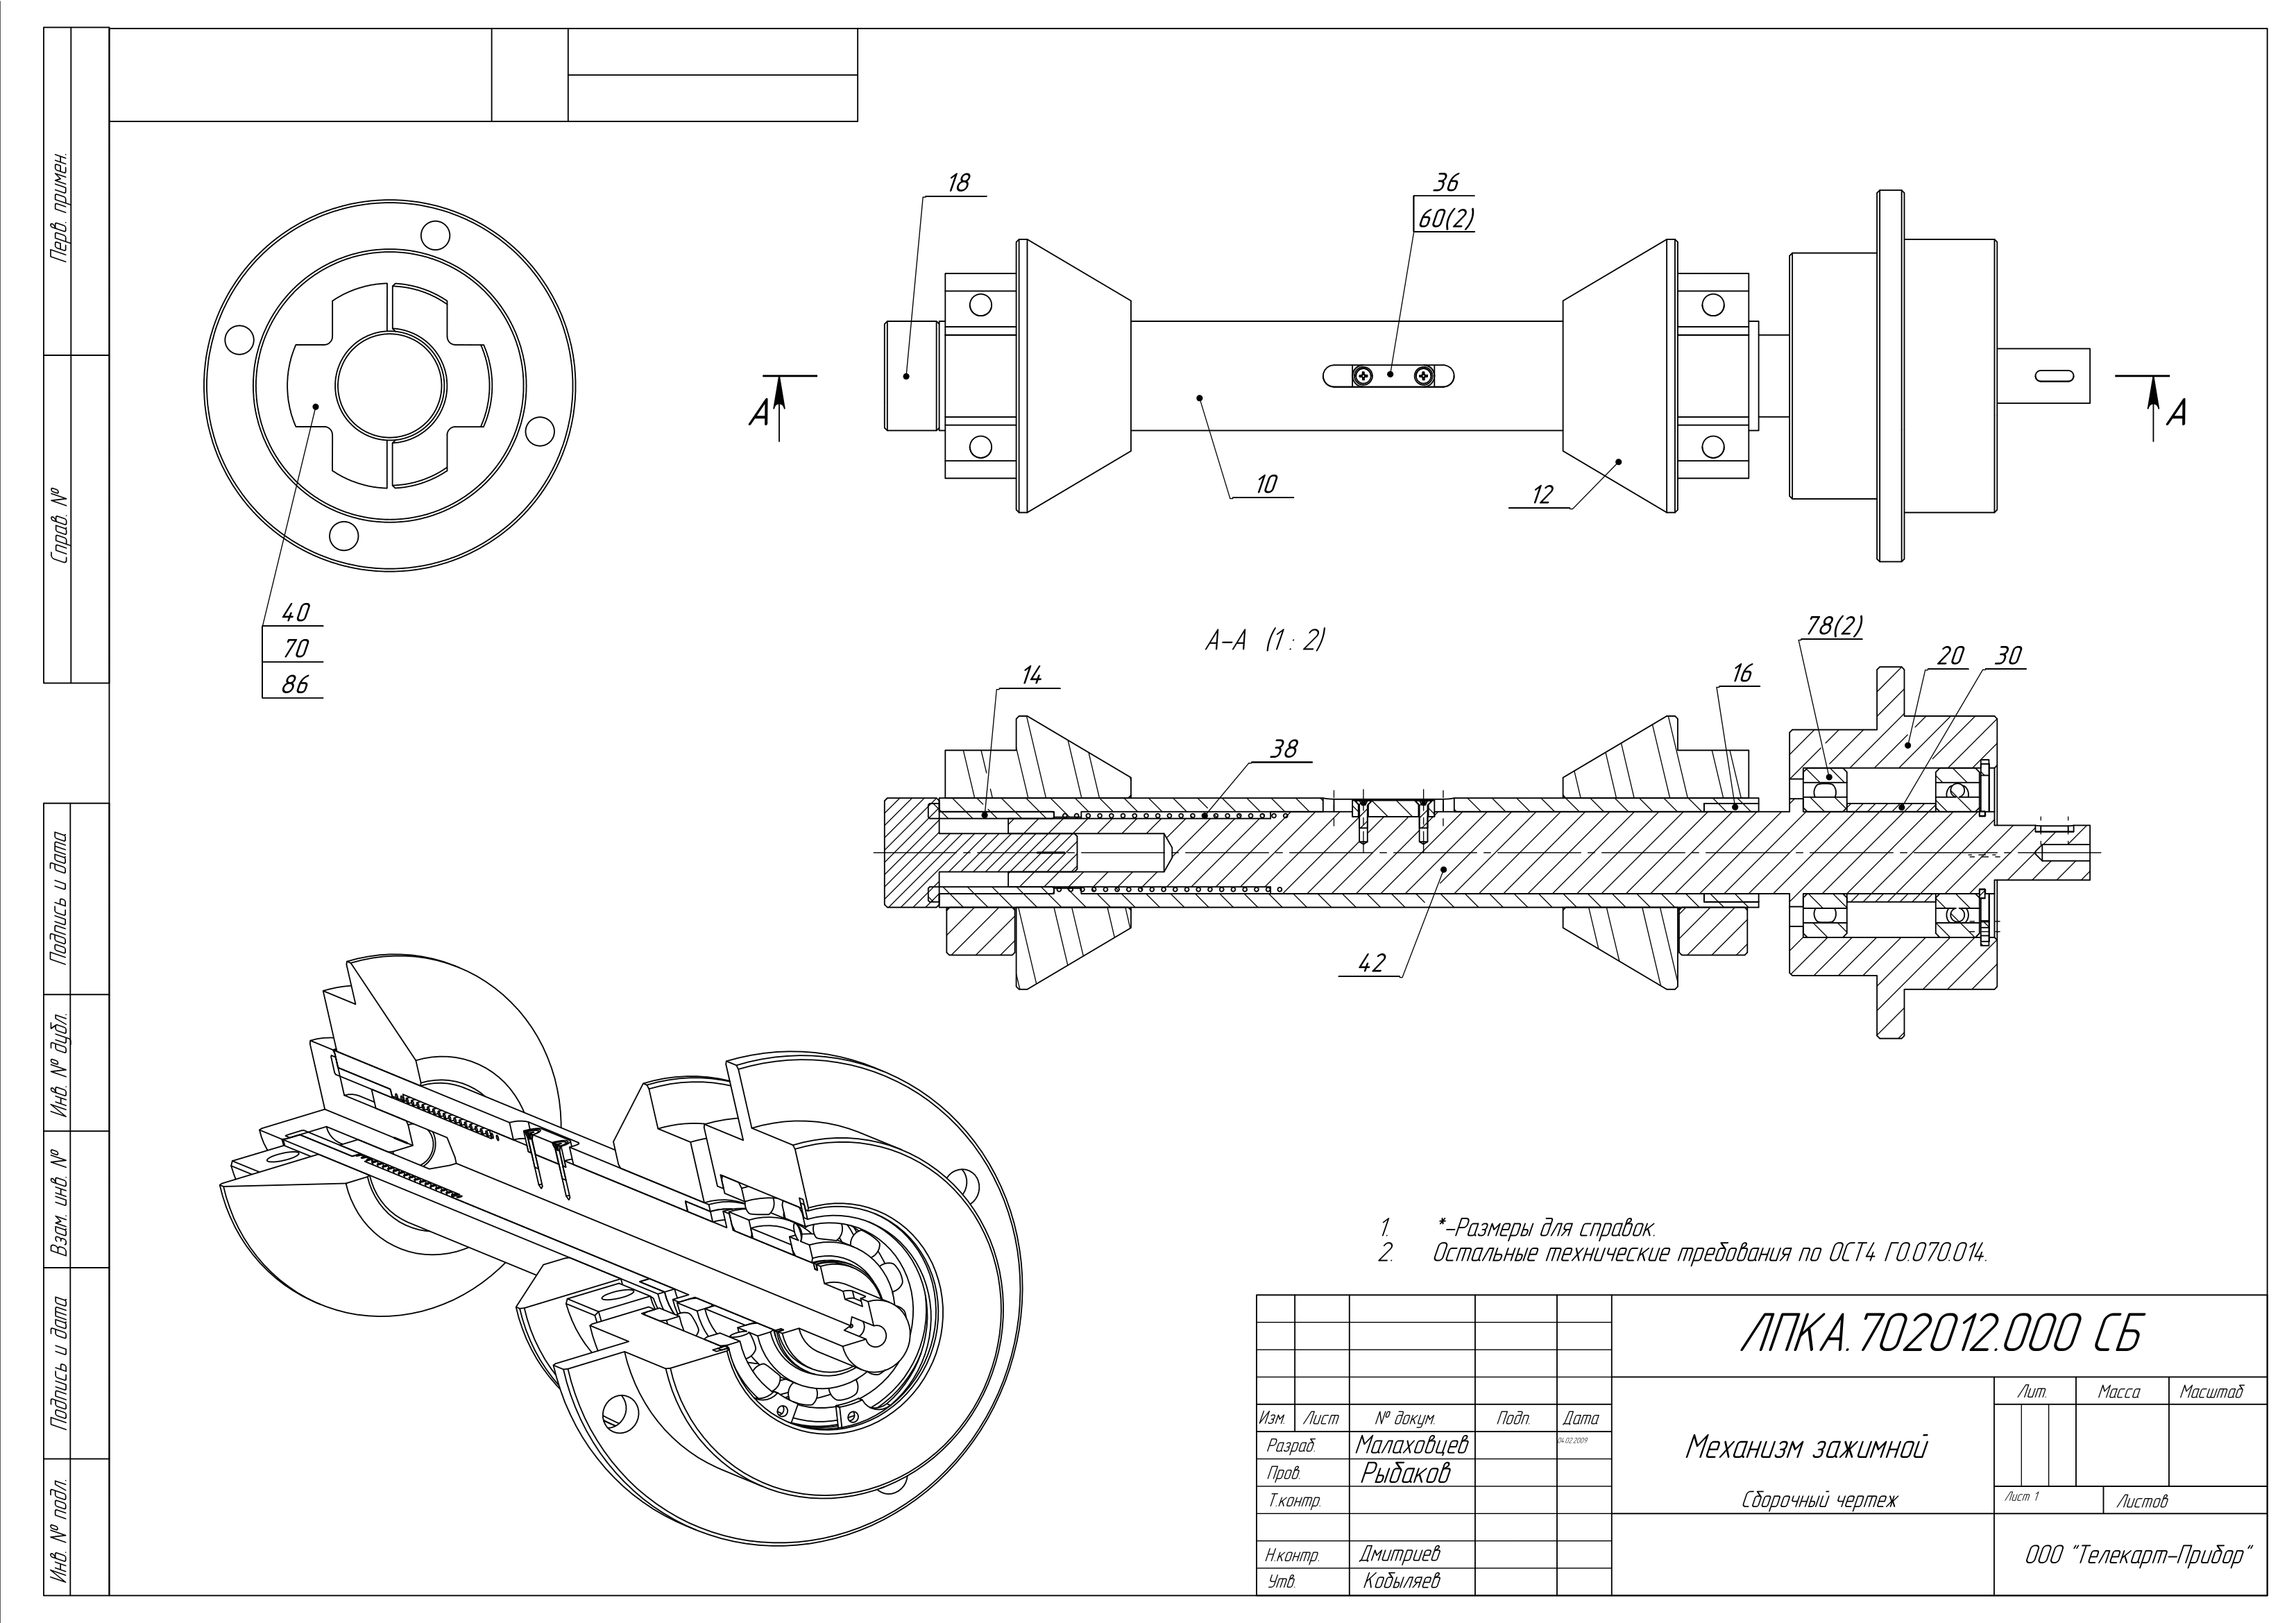 Перв. примен.
Справ. №
Подпись и дата
Инв. № дубл.
Взам. инв. №
Подпись и дата
Инв. № подл.
18
36
60(2)
А
А
10
12
40
70
86
А-А (1 : 2)
78(2)
20
30
14
16
38
42
1. *-Размеры для справок.
2. Остальные технические требования по ОСТ4 ГО.070.014.
ЛПКА.702012.000 СБ
Лит.
Масса
Масштаб
Изм.
Лист
№ докум.
Подп.
Дата
Разраб.
Малаховцев
04.02.2009
Механизм зажимной
Пров.
Рыбаков
Т.контр.
Сборочный чертеж
Лист 1
Листов
Н.контр.
Дмитриев
ООО "Телекарт-Прибор"
Утв.
Кобыляев